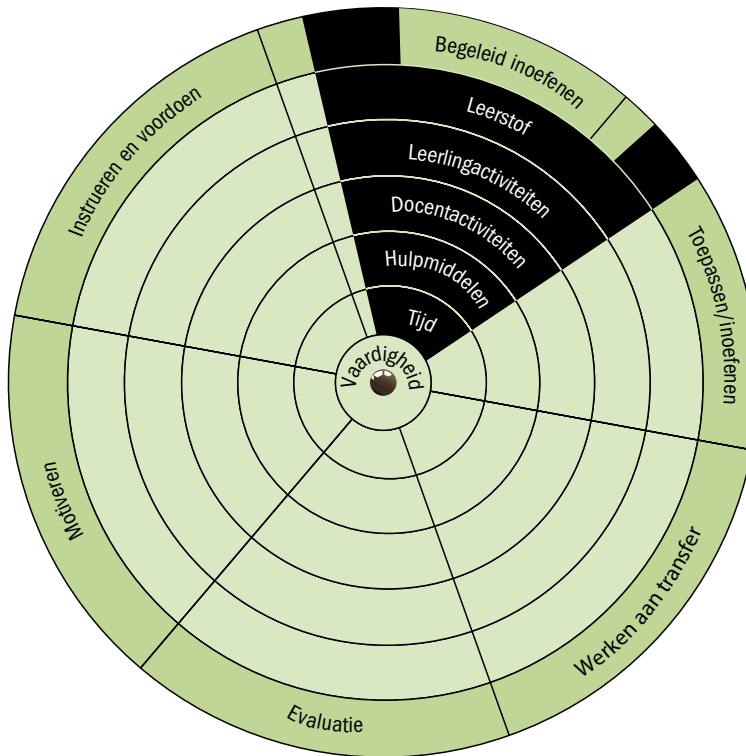 Instrueren en voordoen
Begeleid inoefenen
Toepassen/inoefenen
Werken aan transfer
Evaluatie
Motiveren
Leerstof
Leerlingactiviteiten
Docentactiviteiten
Hulpmiddelen
Tijd
Vaardigheid